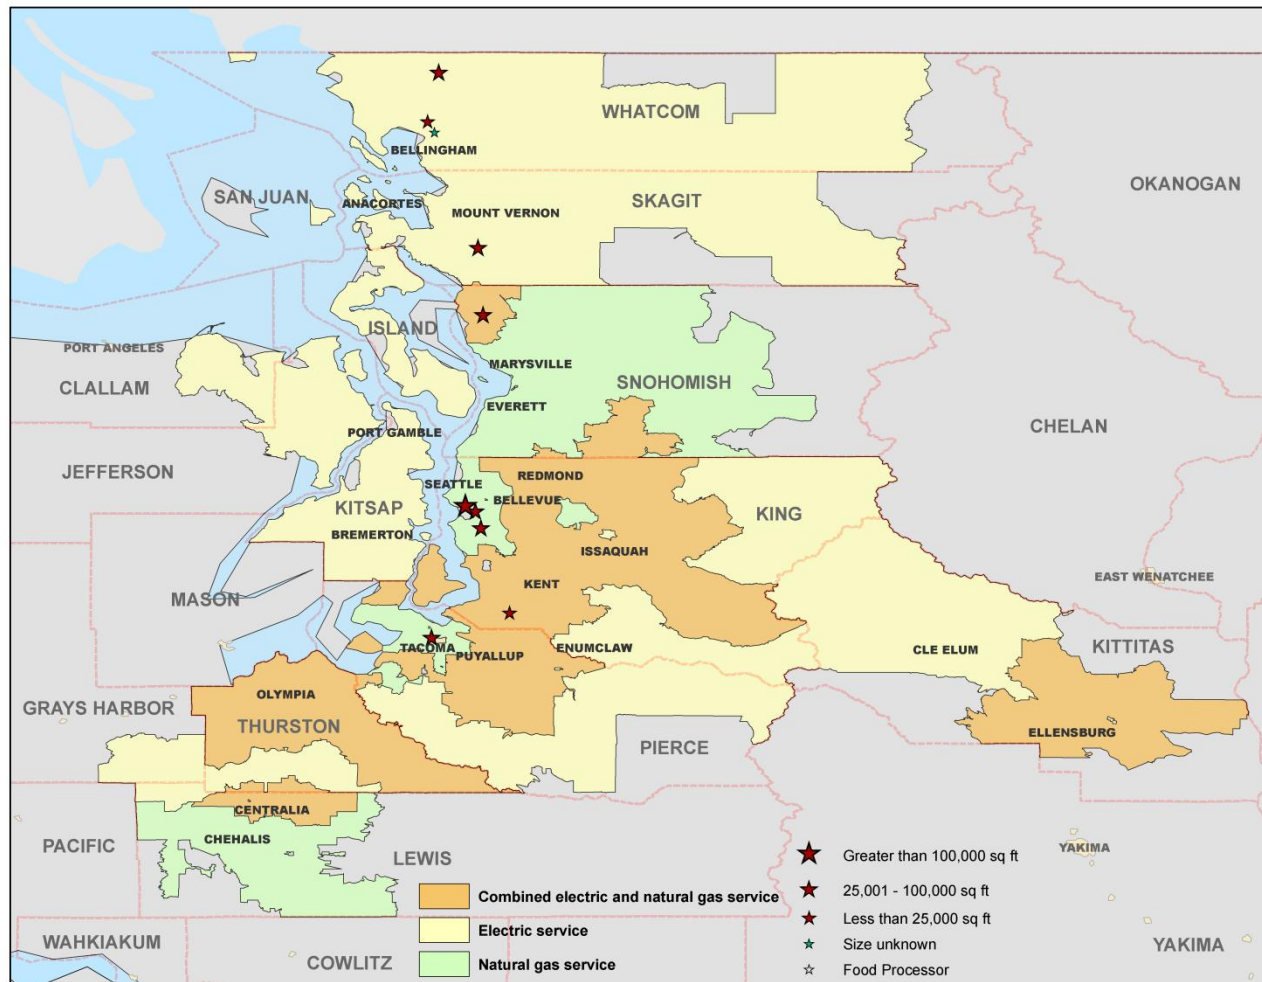 WHATCOM
BELLINGHAM
SAN JUAN
ANACORTES
SKAGIT
OKANOGAN
MOUNT VERNON
ISLAND
PORT ANGELES
CLALLAM
MARYSVILLE
SNOHOMISH
EVERETT
CHELAN
PORT GAMBLE
JEFFERSON
REDMOND
SEATTLE
BELLEVUE
KITSAP
KING
BREMERTON
ISSAQUAH
KENT
EAST WENATCHEE
MASON
TACOMA
PUYALLUP
ENUMCLAW
CLE ELUM
KITTITAS
OLYMPIA
GRAYS HARBOR
THURSTON
ELLENSBURG
PIERCE
CENTRALIA
CHEHALIS
PACIFIC
LEWIS
YAKIMA
WAHKIAKUM
COWLITZ
YAKIMA
Combined electric and natural gas service
Electric service
Natural gas service
Greater than 100,000 sq ft
25,001 - 100,000 sq ft
Less than 25,000 sq ft
Size unknown
Food Processor